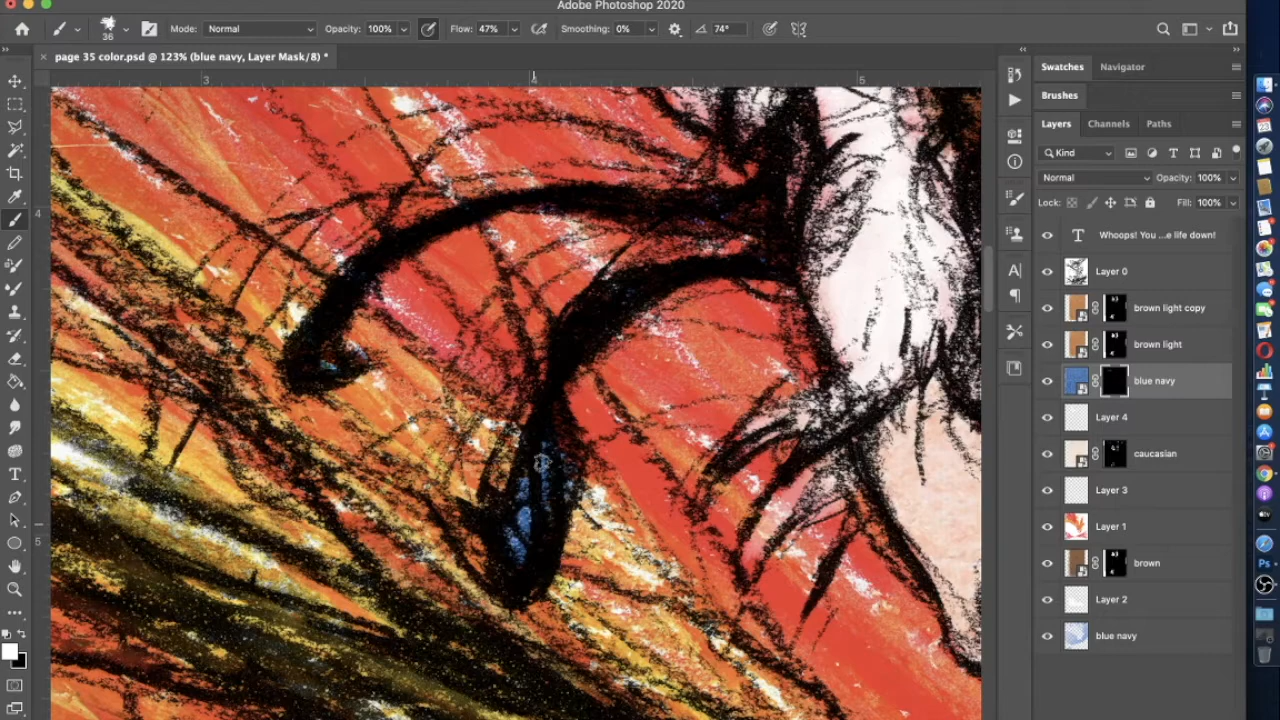 Adobe Photoshop 2020
36 Mode: Normal Opacity: 100% Flow: 47% Smoothing: 0% 74°
page 35 color.psd @ 123% (blue navy, Layer Mask/8) *
3 4 5
4
5
Swatches Navigator
Brushes
Layers Channels Paths
Kind
Normal Opacity: 100%
Lock: Fill: 100%
Whoops! You ...e life down!
Layer 0
brown light copy
brown light
blue navy
Layer 4
caucasian
Layer 3
Layer 1
brown
Layer 2
blue navy